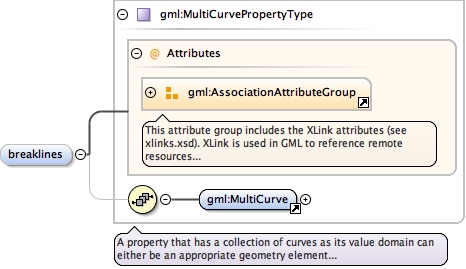 gml:MultiCurvePropertyType
@ Attributes
gml:AssociationAttributeGroup
This attribute group includes the XLink attributes (see
xlinks.xsd). XLink is used in GML to reference remote
resources...
breaklines
gml:MultiCurve
A property that has a collection of curves as its value domain can
either be an appropriate geometry element...